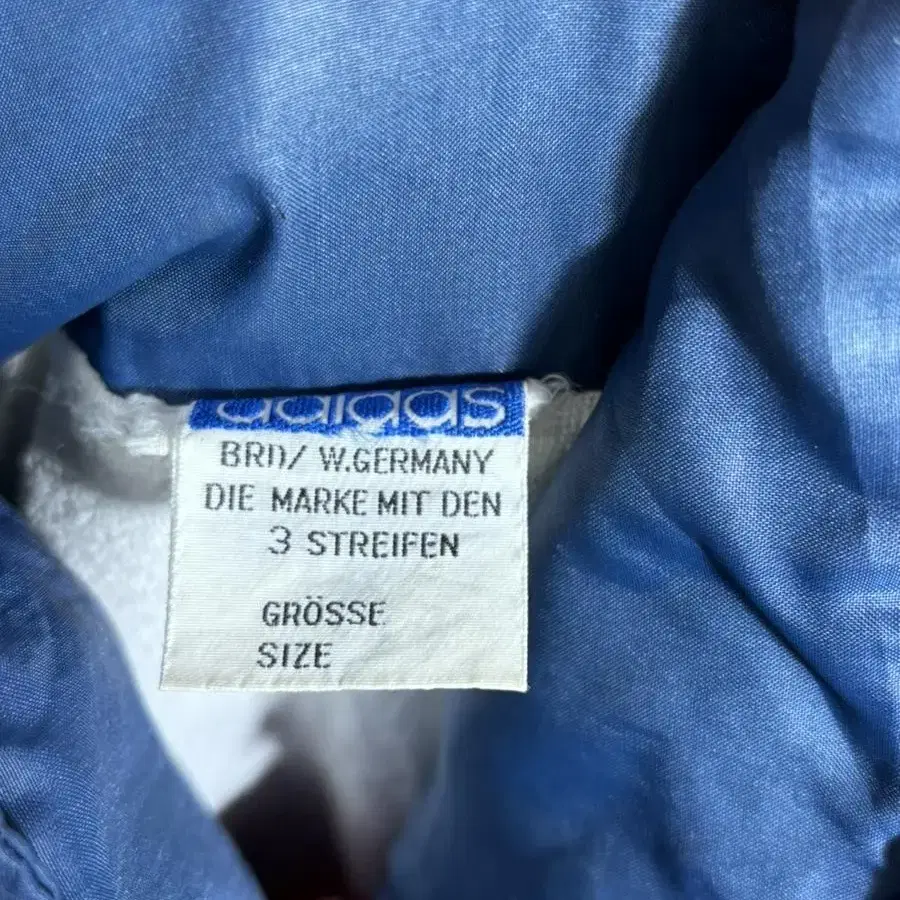 adidas
BRD/ W.GERMANY
DIE MARKE MIT DEN
3 STREIFEN
GRÖSSE
SIZE